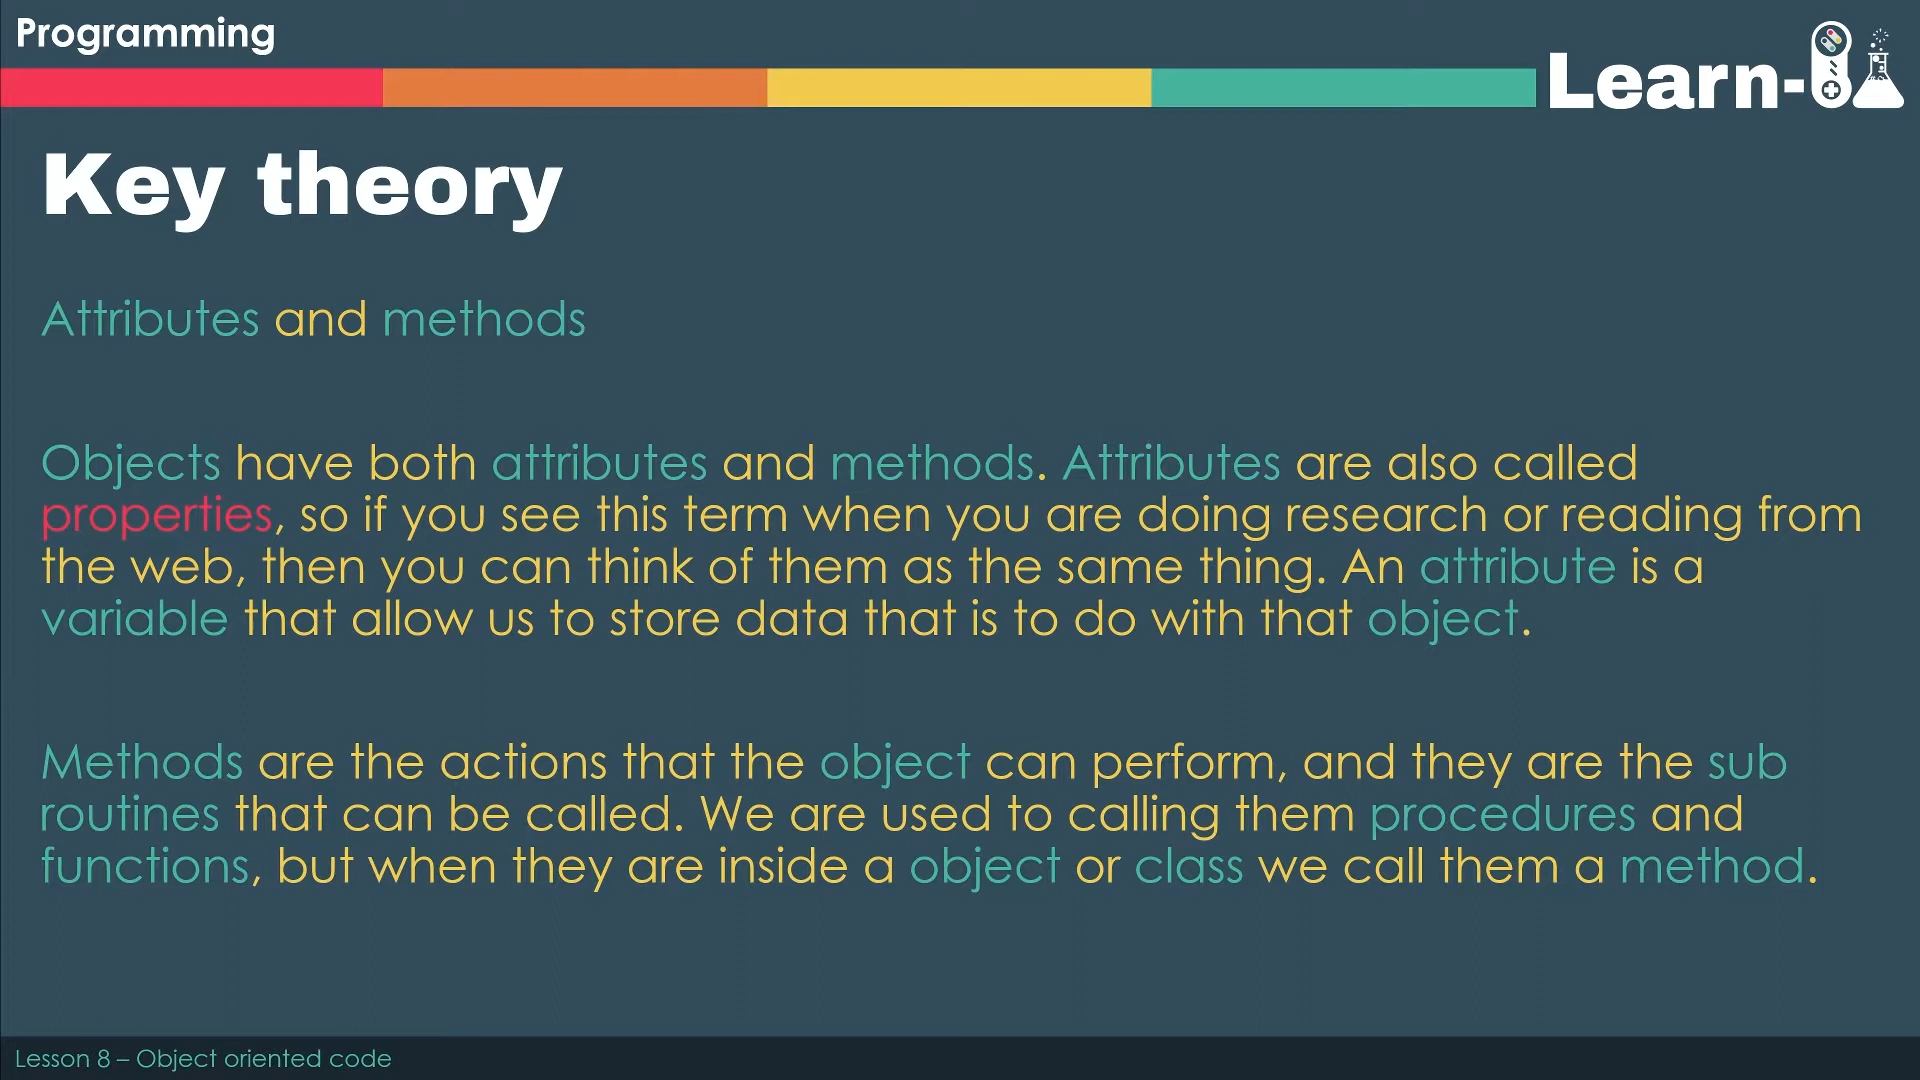 Programming
Learn-
Key theory
Attributes and methods
Objects have both attributes and methods. Attributes are also called
properties, so if you see this term when you are doing research or reading from
the web, then you can think of them as the same thing. An attribute is a
variable that allow us to store data that is to do with that object.
Methods are the actions that the object can perform, and they are the sub
routines that can be called. We are used to calling them procedures and
functions, but when they are inside a object or class we call them a method.
Lesson 8 – Object oriented code